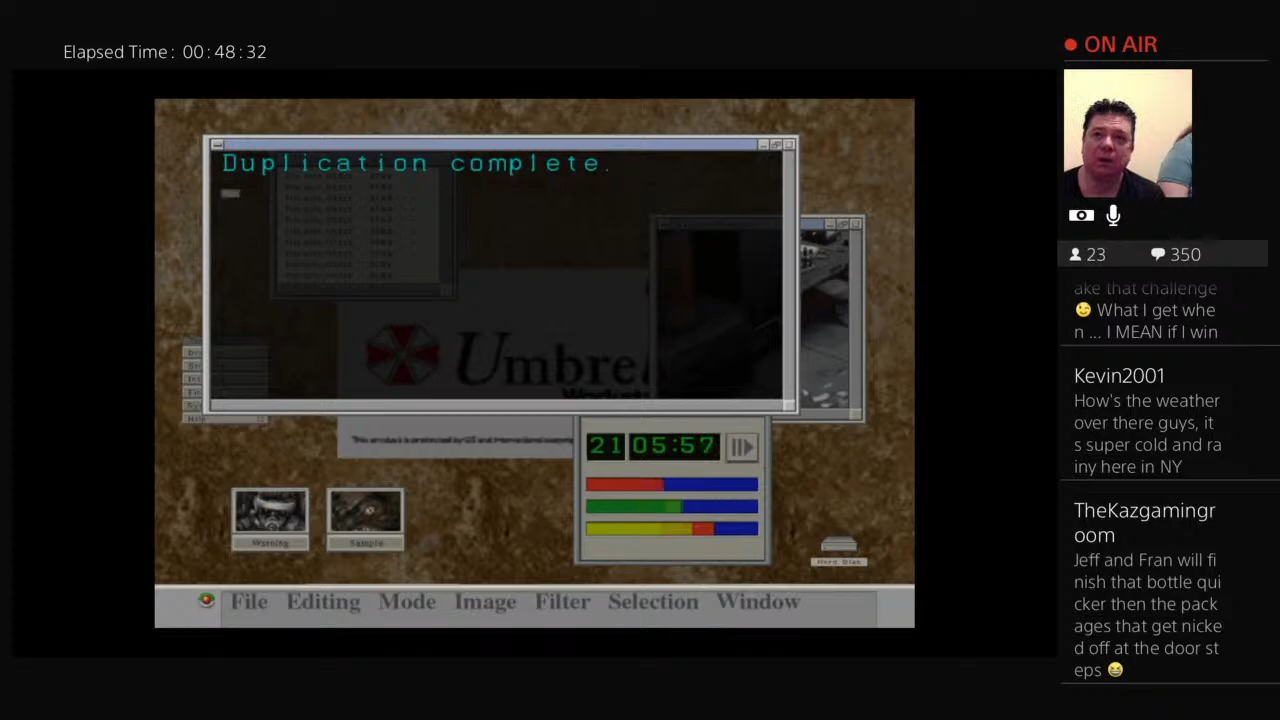 Elapsed Time: 00:48:32
ON AIR
Duplication complete.
Umbre
21 05:57
Warning
Sample
Hard Disk
File Editing Mode Image Filter Selection Window
23 350
ake that challenge
😉 What I get whe
n ... I MEAN if I win
Kevin2001
How's the weather
over there guys, it
s super cold and ra
iny here in NY
TheKazgamingr
oom
Jeff and Fran will fi
nish that bottle qui
cker then the pack
ages that get nicke
d off at the door st
eps 😆